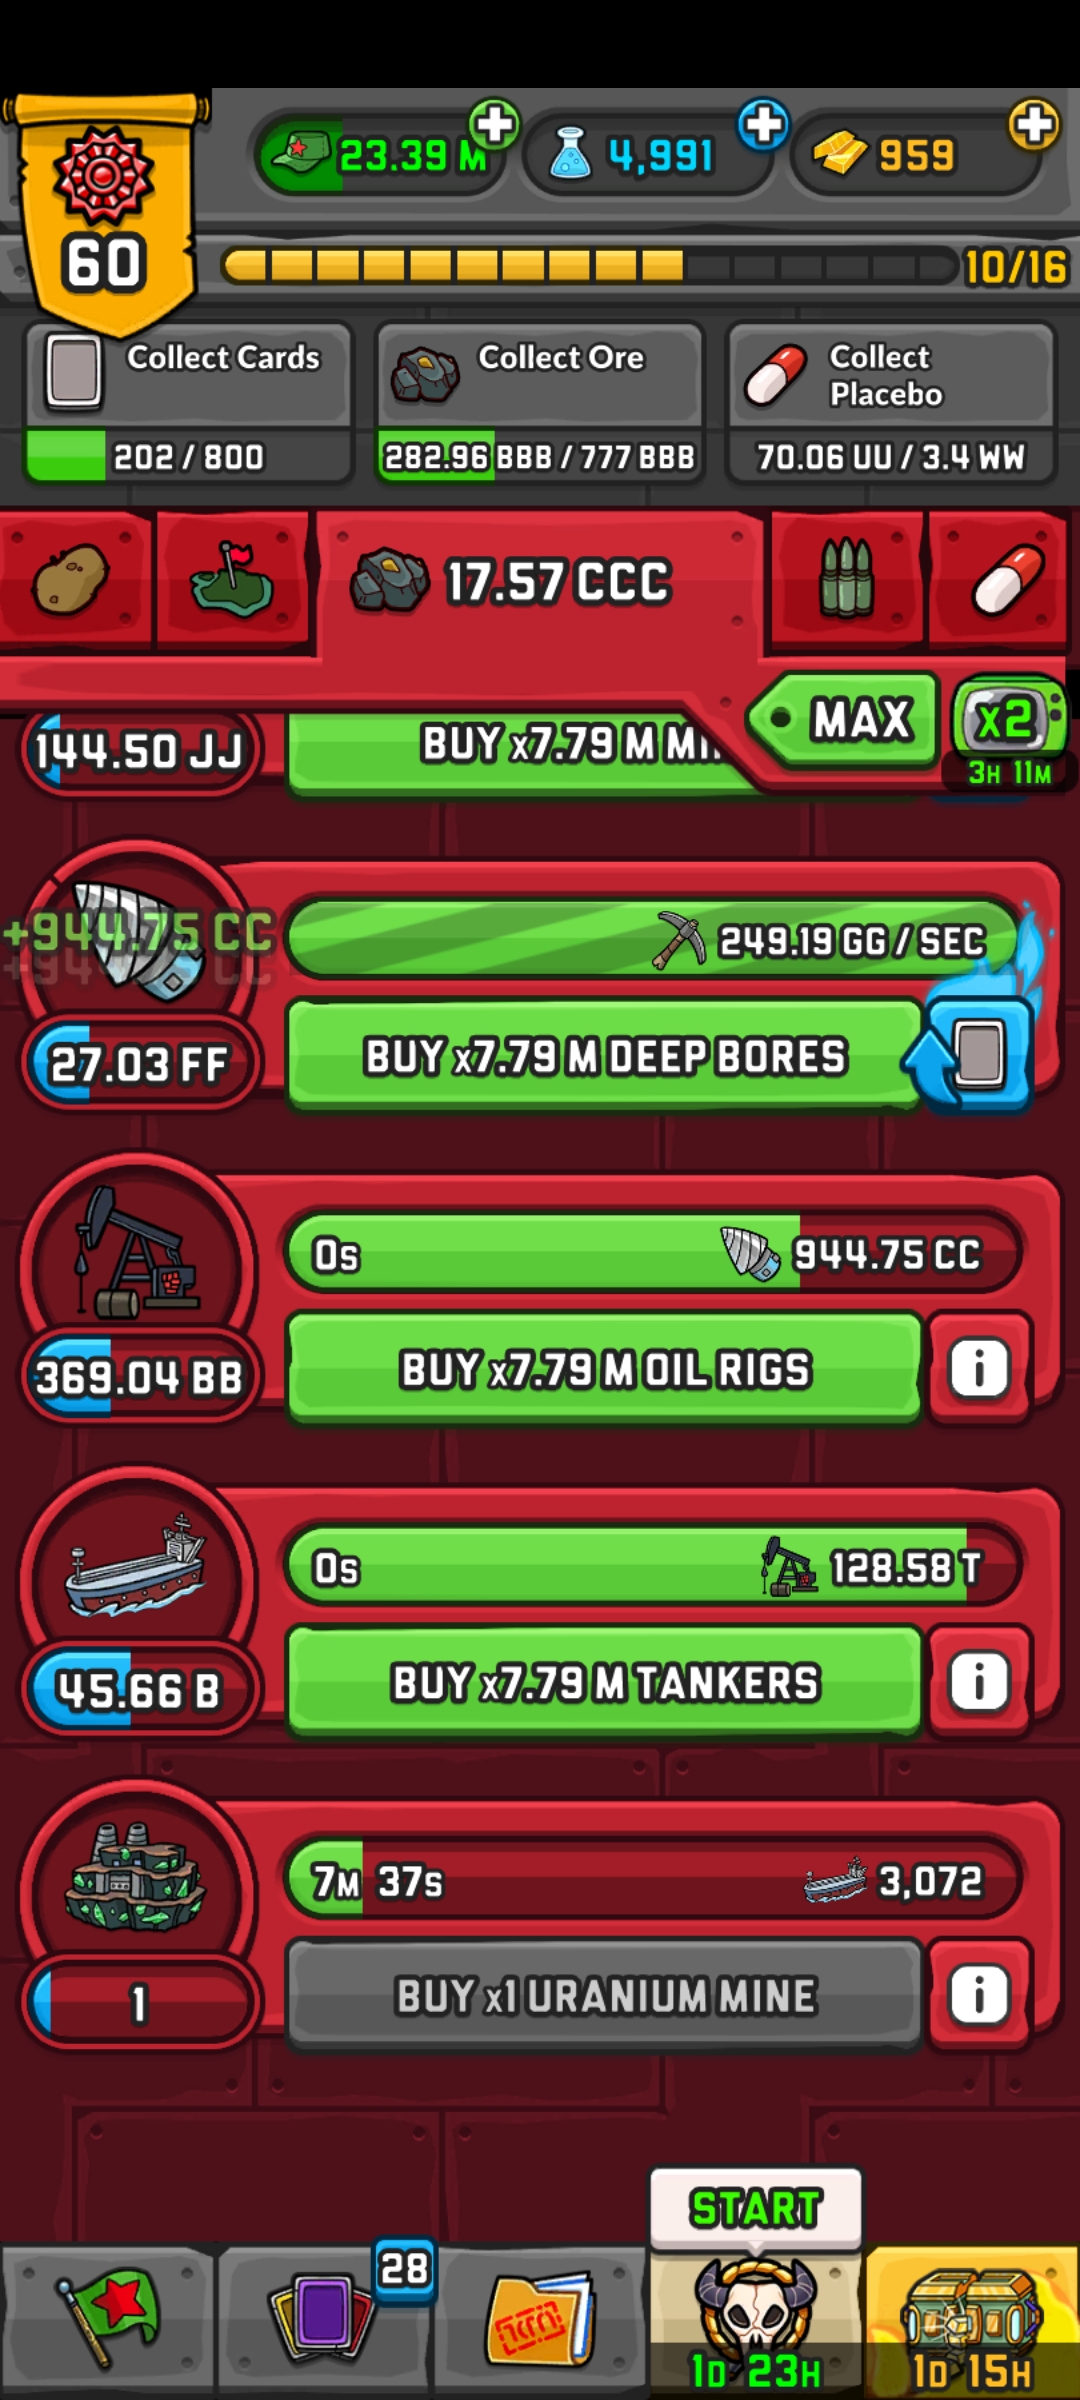 60
23.39 M
4,991
959
10/16
Collect Cards
202 / 800
Collect Ore
282.96 BBB / 777 BBB
Collect
Placebo
70.06 UU / 3.4 WW
17.57 CCC
MAX
x2
3H 11M
144.50 JJ
BUY x7.79 M
+944.75 CC
249.19 GG / SEC
27.03 FF
BUY x7.79 M DEEP BORES
0s
944.75 CC
369.04 BB
BUY x7.79 M OIL RIGS
i
0s
128.58 T
45.66 B
BUY x7.79 M TANKERS
i
7M 37s
3,072
1
BUY x1 URANIUM MINE
i
START
28
1D 23H
1D 15H